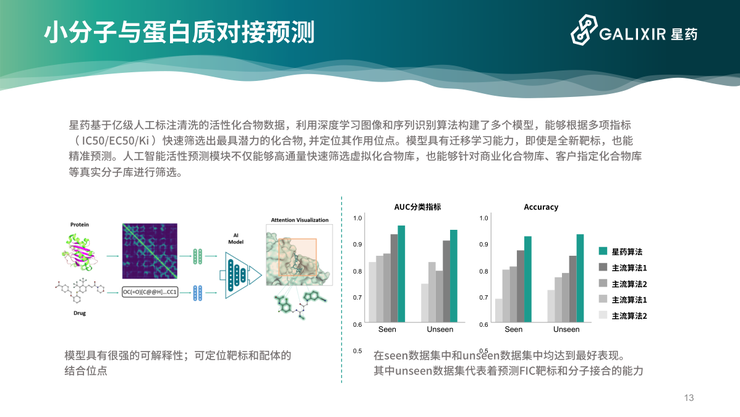 小分子与蛋白质对接预测
GALIXIR 星药
星药基于亿级人工标注清洗的活性化合物数据，利用深度学习图像和序列识别算法构建了多个模型，能够根据多项指标
（ IC50/EC50/Ki ）快速筛选出最具潜力的化合物, 并定位其作用位点。模型具有迁移学习能力，即使是全新靶标，也能
精准预测。人工智能活性预测模块不仅能够高通量快速筛选虚拟化合物库，也能够针对商业化合物库、客户指定化合物库
等真实分子库进行筛选。
Protein
AI
Model
Attention Visualization
OC(=O)[C@@H]...CC1
Drug
模型具有很强的可解释性；可定位靶标和配体的
结合位点
AUC分类指标
1.0
0.9
0.8
0.7
0.6
0.5
Seen
Unseen
Accuracy
1.0
0.9
0.8
0.7
0.6
0.5
Seen
Unseen
星药算法
主流算法1
主流算法2
主流算法1
主流算法2
在seen数据集中和unseen数据集中均达到最好表现。
其中unseen数据集代表着预测FIC靶标和分子接合的能力
13